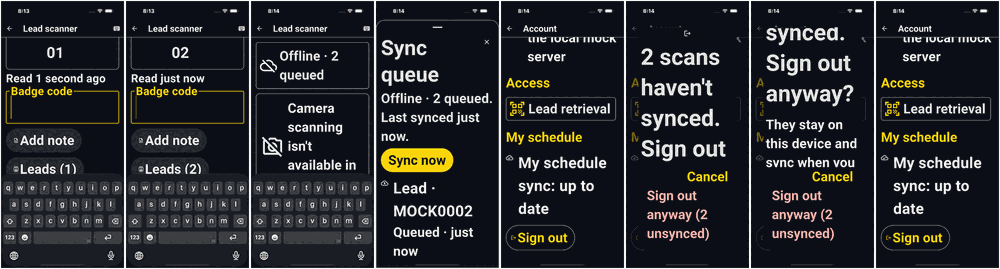 8/13
Lead scanner
01
Read 1 second ago
Badge code
Add note
Leads (1)
q w e r t y u i o p
a s d f g h j k l
z x c v b n m
123
8/13
Lead scanner
02
Read just now
Badge code
Add note
Leads (2)
q w e r t y u i o p
a s d f g h j k l
z x c v b n m
123
8/14
Lead scanner
Offline · 2
queued
Camera
scanning
isn't
available in
q w e r t y u i o p
a s d f g h j k l
z x c v b n m
123
8/14
Sync
queue
Offline · 2 queued.
Last synced just
now.
Sync now
Lead ·
MOCK0002
Queued · just
now
8/14
Account
the local mock
server
Access
Lead retrieval
My schedule
My schedule
sync: up to
date
Sign out
8/14
2 scans
haven't
synced.
Sign out
Cancel
Sign out
anyway (2
unsynced)
8/14
synced.
Sign out
anyway?
They stay on
this device and
sync when you
Cancel
Sign out
anyway (2
unsynced)
8/14
Account
the local mock
server
Access
Lead retrieval
My schedule
My schedule
sync: up to
date
Sign out